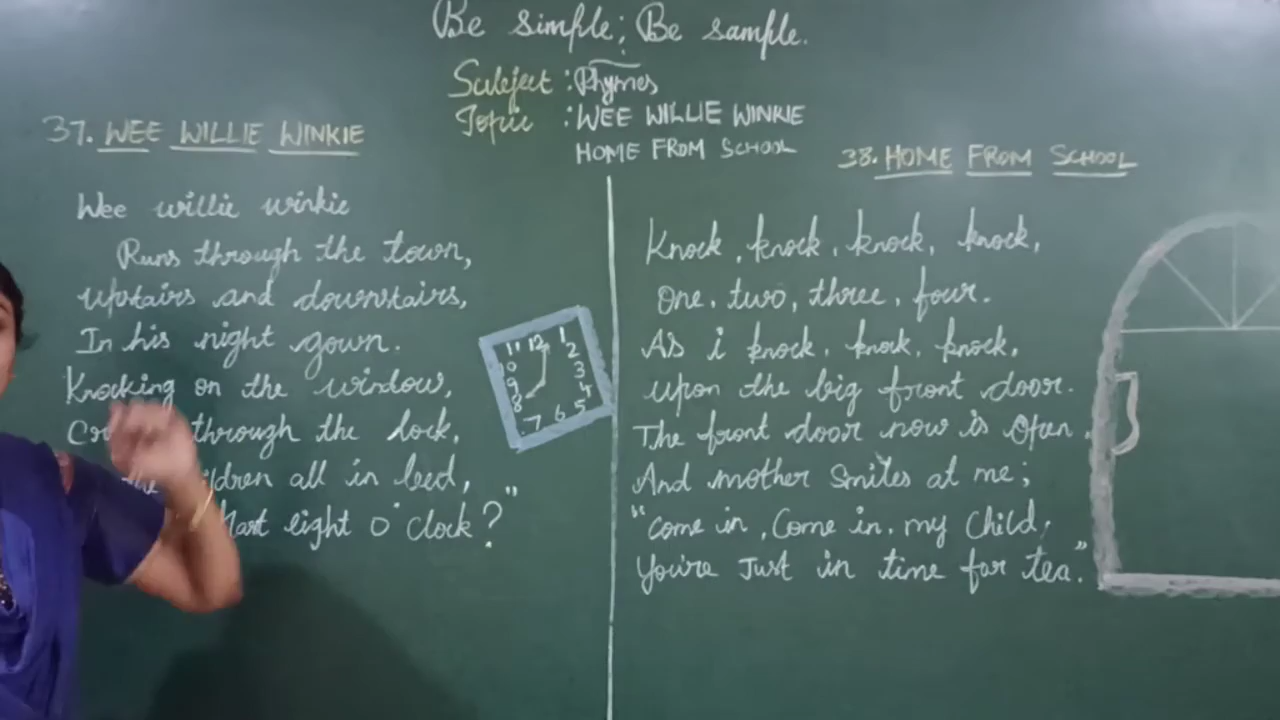 Be simple; Be sample.
Subject : Rhymes
Topic : WEE WILLIE WINKIE
HOME FROM SCHOOL
37. WEE WILLIE WINKIE
Wee willie winkie
Runs through the town,
upstairs and downstairs,
In his night gown.
Knocking on the window,
through the lock,
the all in bed,
eight o'clock?"
11 12 1
2
3
4
5
6
7
8
9
10
38. HOME FROM SCHOOL
Knock, knock, knock, knock,
One, two, three, four.
As i knock, knock, knock,
upon the big front door.
The front door now is open,
And mother smiles at me;
"come in, Come in, my child,
You're Just in time for tea."